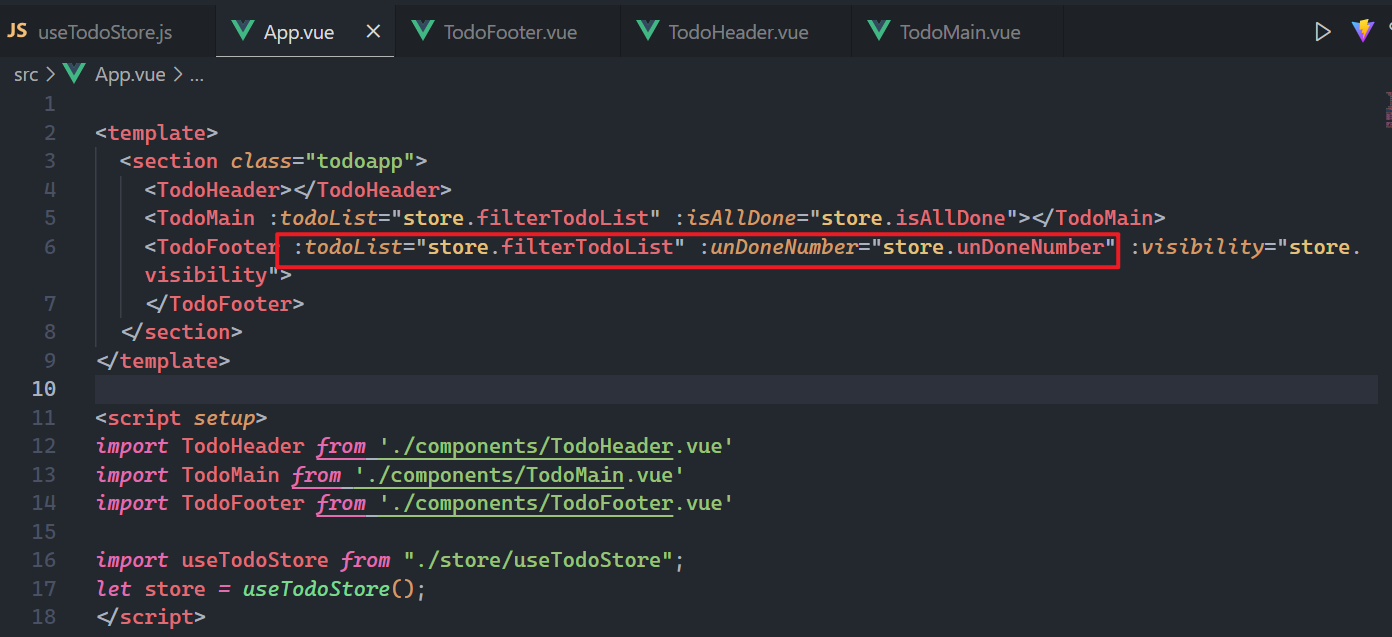 JS useTodoStore.js App.vue × TodoFooter.vue TodoHeader.vue TodoMain.vue
src > App.vue > ...
1
2 <template>
3 <section class="todoapp">
4 <TodoHeader></TodoHeader>
5 <TodoMain :todoList="store.filterTodoList" :isAllDone="store.isAllDone"></TodoMain>
6 <TodoFooter :todoList="store.filterTodoList" :unDoneNumber="store.unDoneNumber" :visibility="store.
visibility">
7 </TodoFooter>
8 </section>
9 </template>
10
11 <script setup>
12 import TodoHeader from './components/TodoHeader.vue'
13 import TodoMain from './components/TodoMain.vue'
14 import TodoFooter from './components/TodoFooter.vue'
15
16 import useTodoStore from "./store/useTodoStore";
17 let store = useTodoStore();
18 </script>